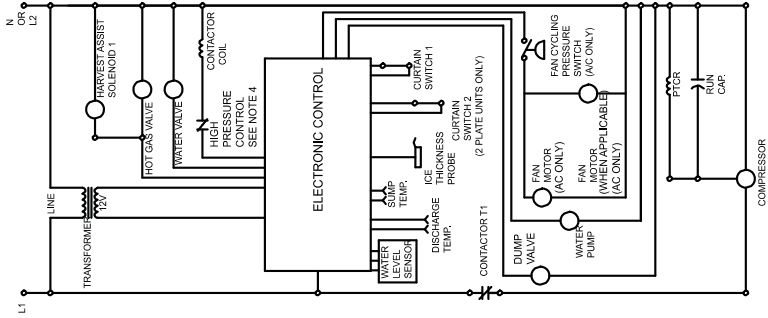 N
OR
L2
L1
LINE
TRANSFORMER
12V
HARVEST ASSIST
SOLENOID 1
HOT GAS VALVE
WATER VALVE
CONTACTOR
COIL
HIGH
PRESSURE
CONTROL
SEE NOTE 4
ELECTRONIC CONTROL
CURTAIN
SWITCH 1
CURTAIN
SWITCH 2
(2 PLATE UNITS ONLY)
ICE
THICKNESS
PROBE
SUMP
TEMP.
DISCHARGE
TEMP.
WATER
LEVEL
SENSOR
CONTACTOR T1
FAN CYCLING
PRESSURE
SWITCH
(A/C ONLY)
FAN
MOTOR
(AC ONLY)
FAN
MOTOR
(WHEN APPLICABLE)
(AC ONLY)
DUMP
VALVE
WATER
PUMP
PTCR
RUN
CAP.
COMPRESSOR